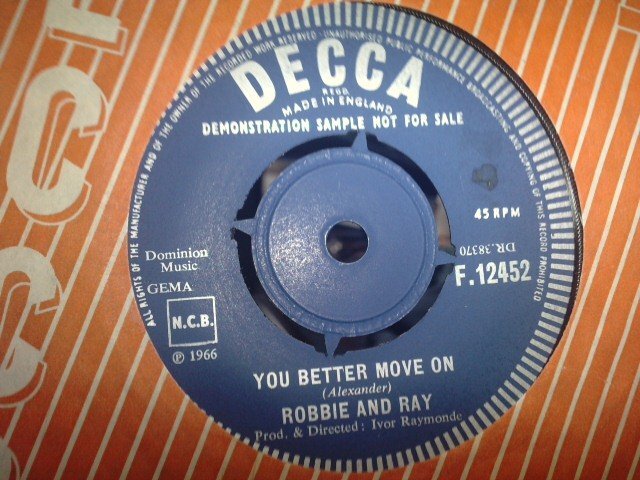 ALL RIGHTS OF THE MANUFACTURER AND OF THE OWNER OF THE RECORDED WORK RESERVED · UNAUTHORISED PUBLIC PERFORMANCE BROADCASTING AND COPYING OF THIS RECORD PROHIBITED
DECCA
REGD.
MADE IN ENGLAND
DEMONSTRATION SAMPLE NOT FOR SALE
45 RPM
DR. 38370
F.12452
Dominion
Music
GEMA
N.C.B.
℗ 1966
YOU BETTER MOVE ON
(Alexander)
ROBBIE AND RAY
Prod. & Directed: Ivor Raymonde